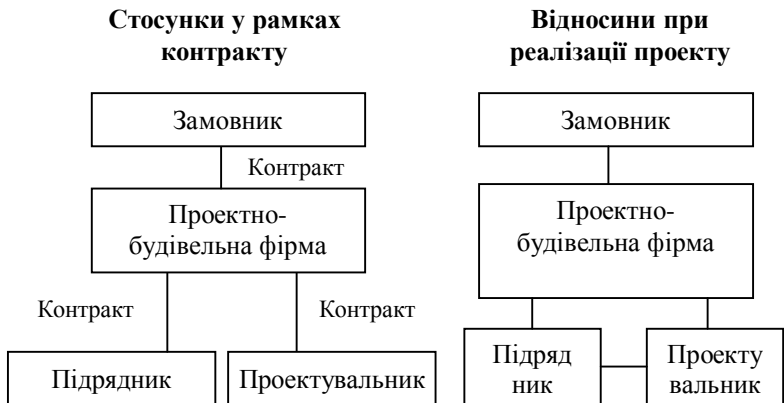 Стосунки у рамках
контракту
Замовник
Контракт
Проектно-
будівельна фірма
Контракт
Контракт
Підрядник
Проектувальник
Відносини при
реалізації проекту
Замовник
Проектно-
будівельна фірма
Підряд
ник
Проекту
вальник